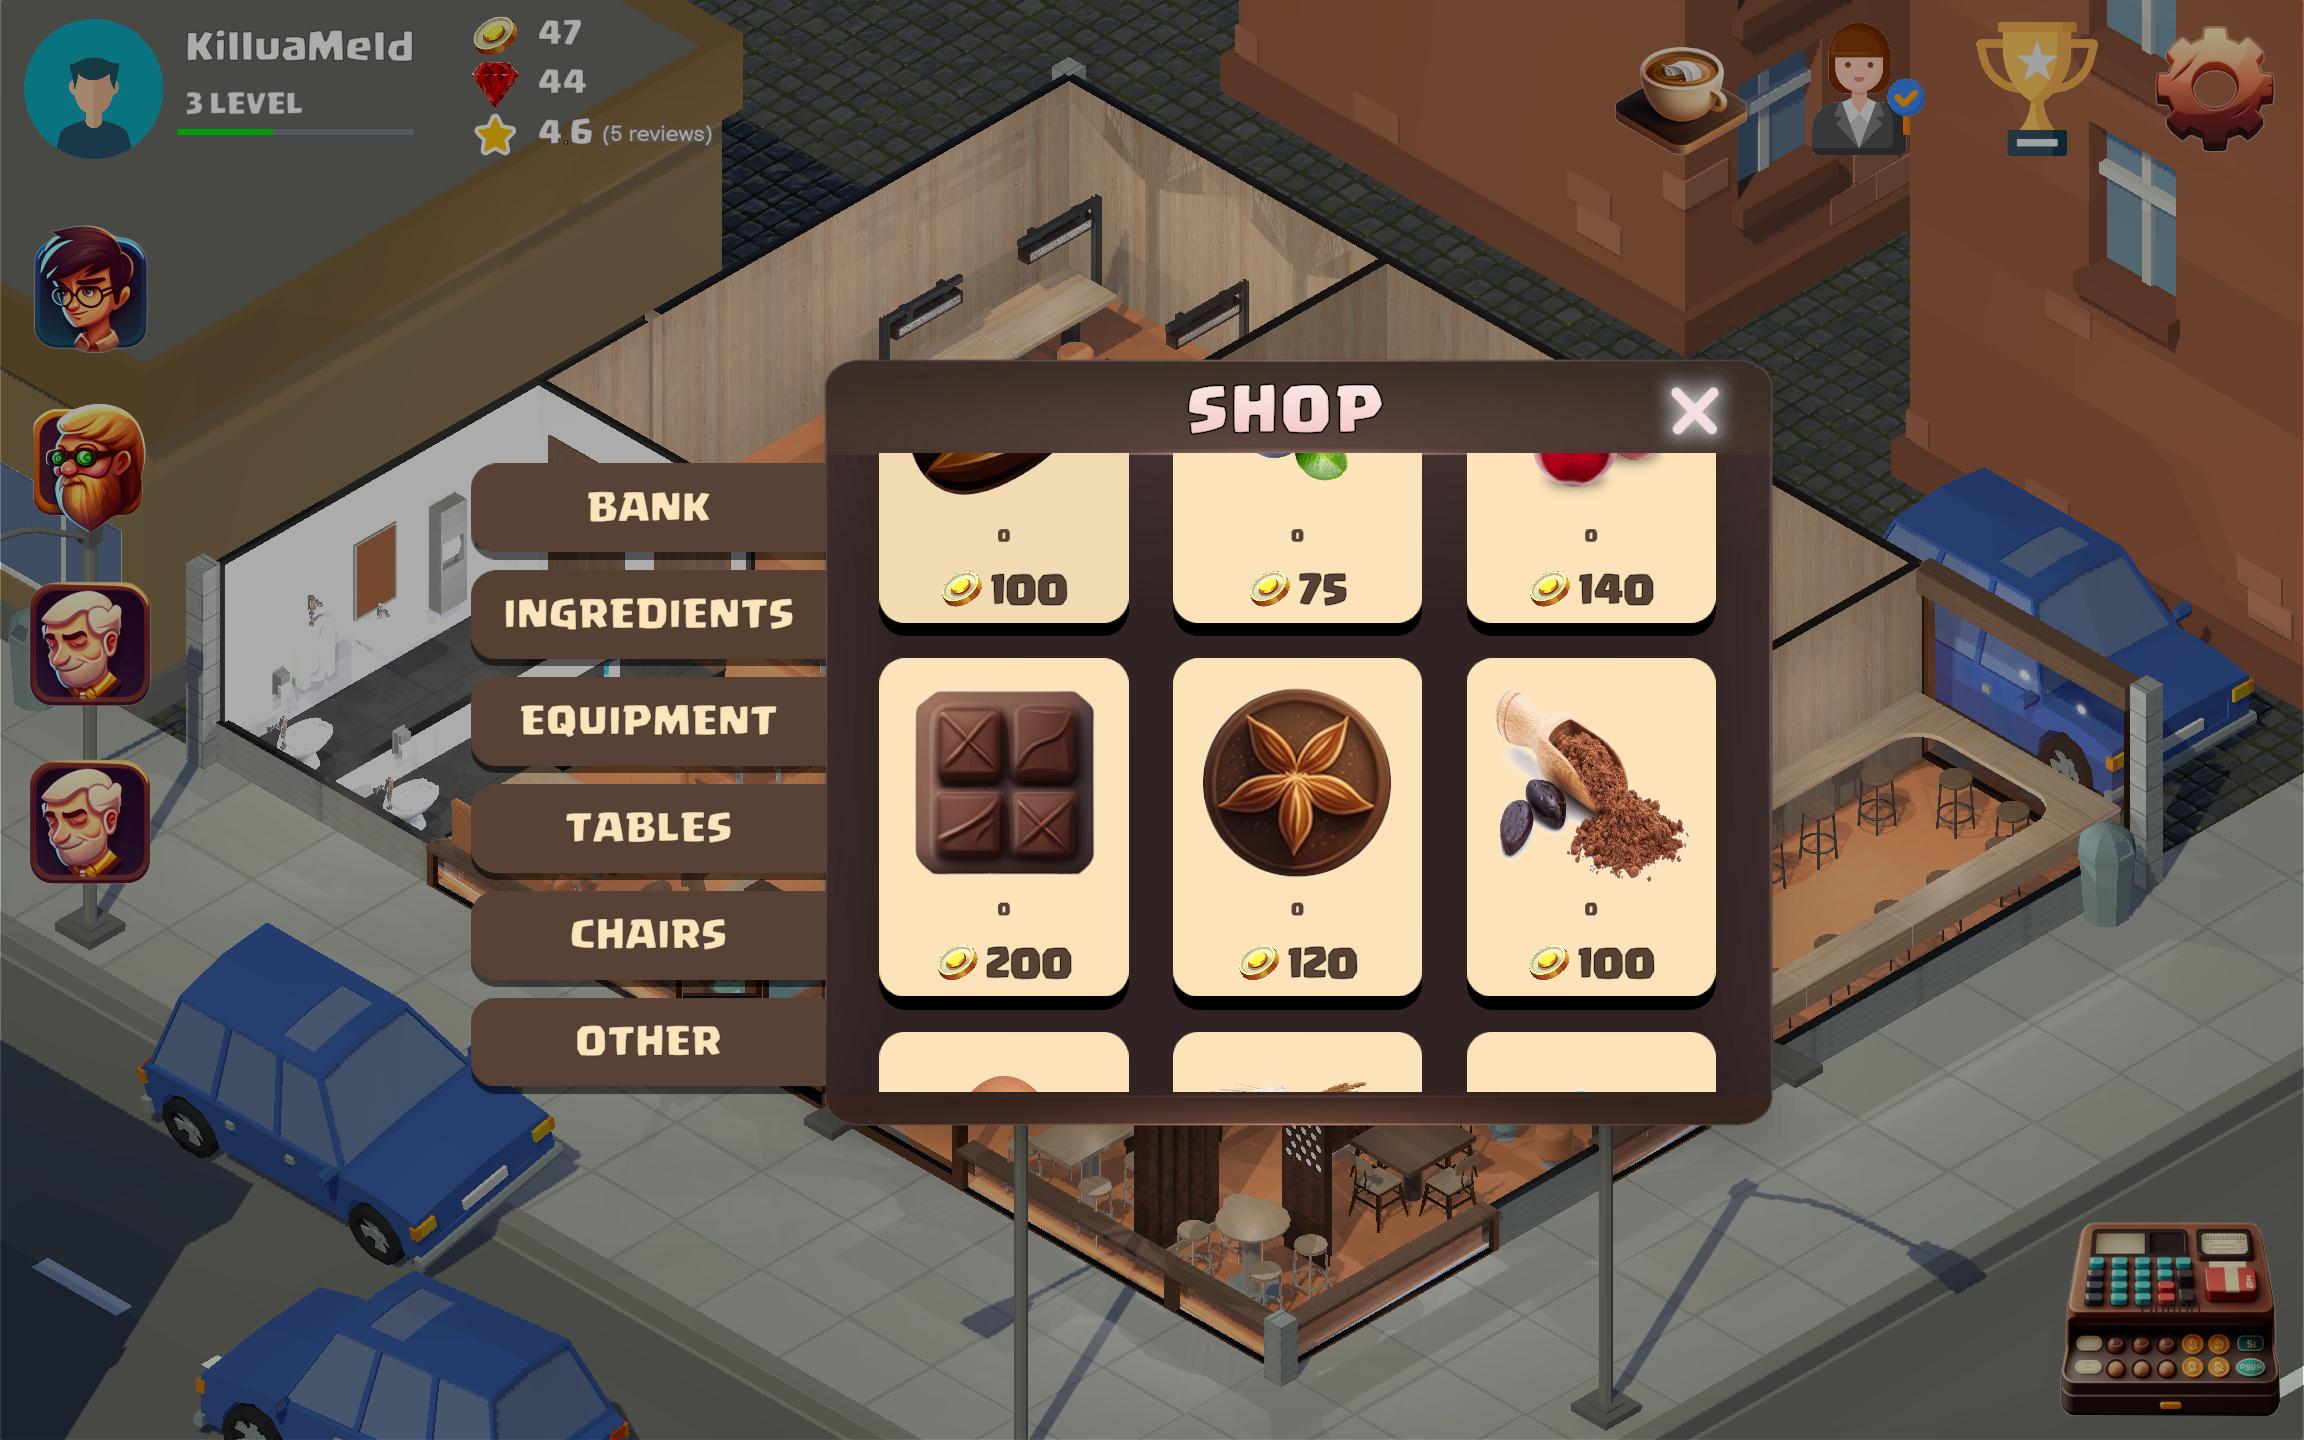 KilluaMeld
3 LEVEL
47
44
4.6 (5 reviews)
SHOP
BANK
INGREDIENTS
EQUIPMENT
TABLES
CHAIRS
OTHER
0
0
0
100
75
140
0
0
0
200
120
100